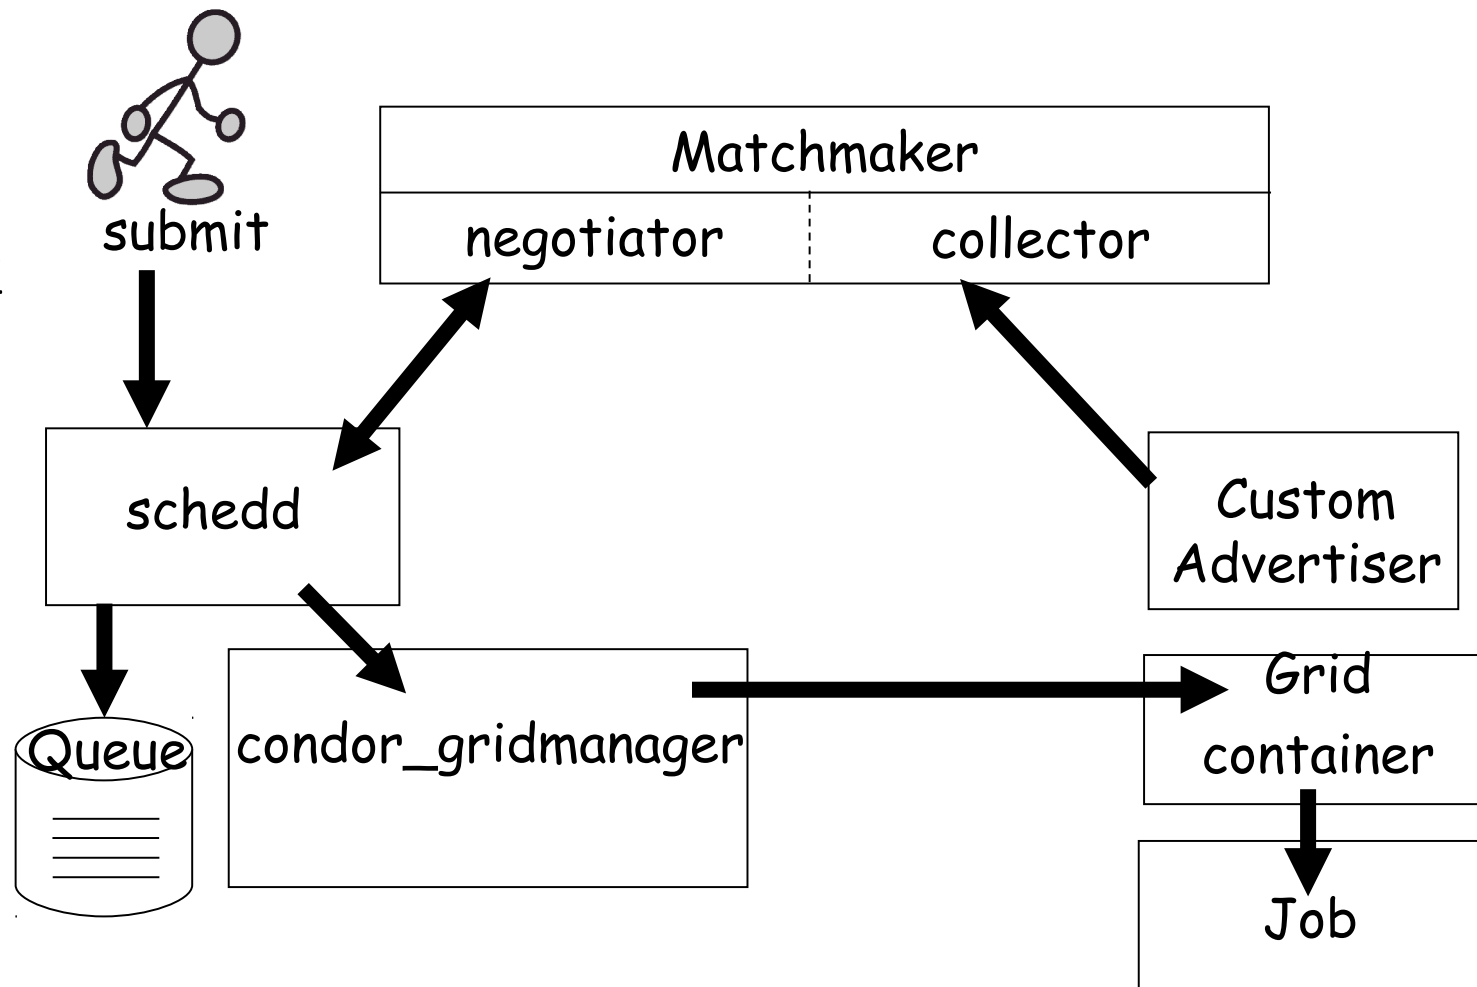 submit
Matchmaker
negotiator
collector
schedd
Custom
Advertiser
Queue
condor_gridmanager
Grid
container
Job